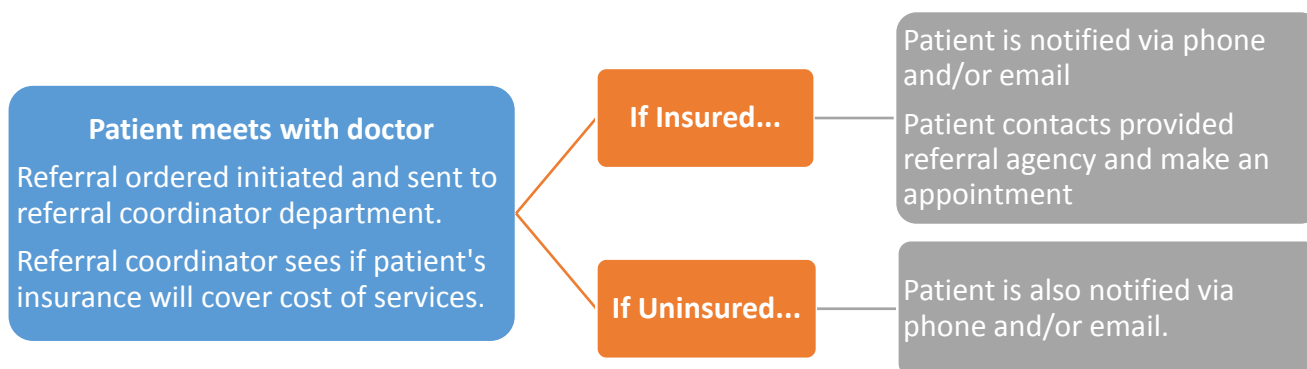 Patient meets with doctor
Referral ordered initiated and sent to
referral coordinator department.
Referral coordinator sees if patient's
insurance will cover cost of services.
If Insured...
Patient is notified via phone
and/or email
Patient contacts provided
referral agency and make an
appointment
If Uninsured...
Patient is also notified via
phone and/or email.